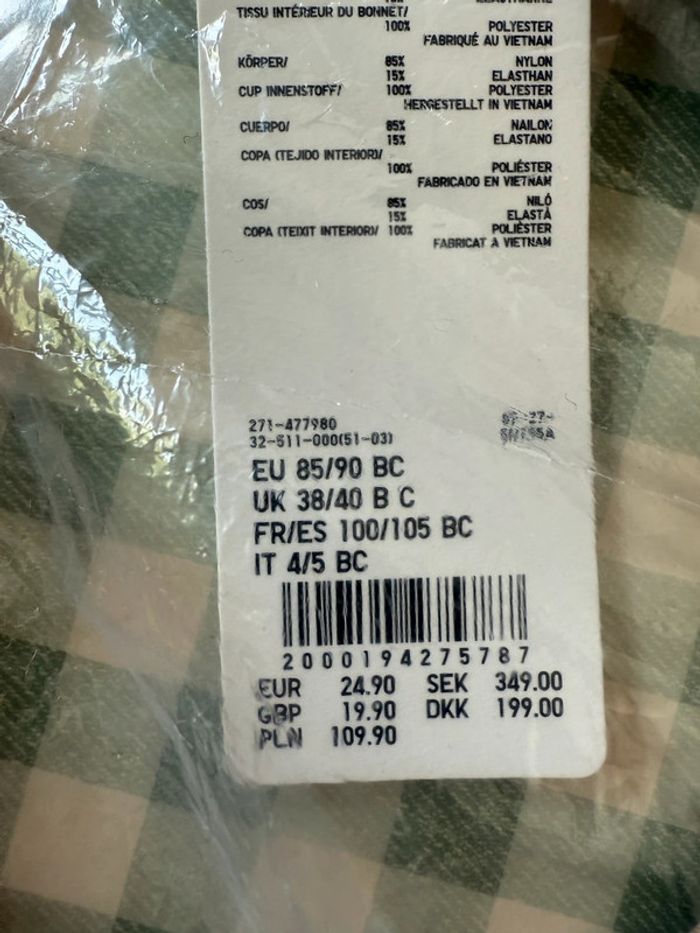 TISSU INTÉRIEUR DU BONNET/
100% POLYESTER
FABRIQUÉ AU VIETNAM
KÖRPER/ 85% NYLON
15% ELASTHAN
CUP INNENSTOFF/ 100% POLYESTER
HERGESTELLT IN VIETNAM
CUERPO/ 85% NAILON
15% ELASTANO
COPA (TEJIDO INTERIOR)/
100% POLIÉSTER
FABRICADO EN VIETNAM
COS/ 85% NILÓ
15% ELASTÀ
COPA (TEIXIT INTERIOR)/ 100% POLIÈSTER
FABRICAT A VIETNAM
271-477980
32-511-000(51-03)
EU 85/90 BC
UK 38/40 B C
FR/ES 100/105 BC
IT 4/5 BC
2000194275787
EUR 24.90 SEK 349.00
GBP 19.90 DKK 199.00
PLN 109.90